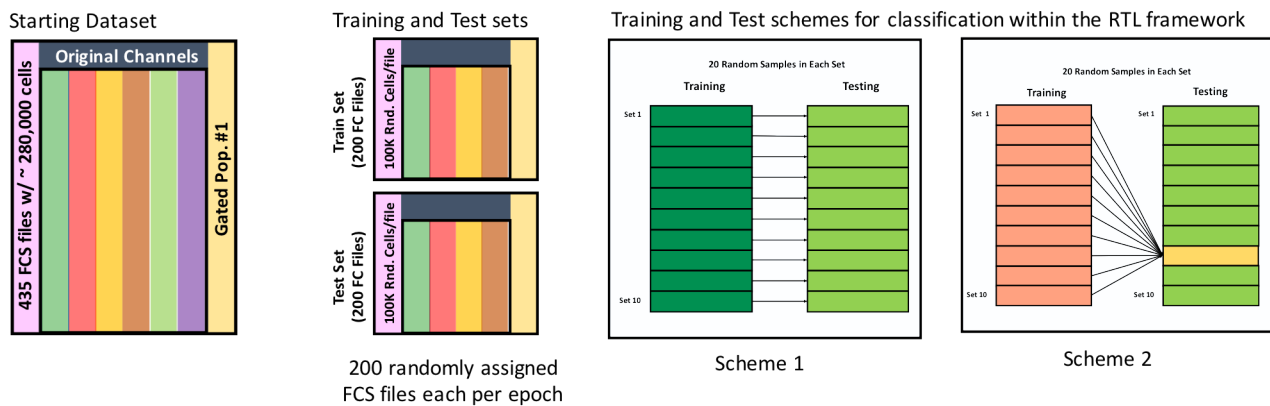 Starting Dataset
Original Channels
435 FCS files w/ ~ 280,000 cells
Gated Pop. #1
Training and Test sets
Train Set
(200 FC Files)
100K Rnd. Cells/file
Test Set
(200 FC Files)
100K Rnd. Cells/file
200 randomly assigned
FCS files each per epoch
Training and Test schemes for classification within the RTL framework
20 Random Samples in Each Set
Training
Testing
Set 1
Set 10
Scheme 1
20 Random Samples in Each Set
Training
Testing
Set 1
Set 1
Set 10
Set 10
Scheme 2